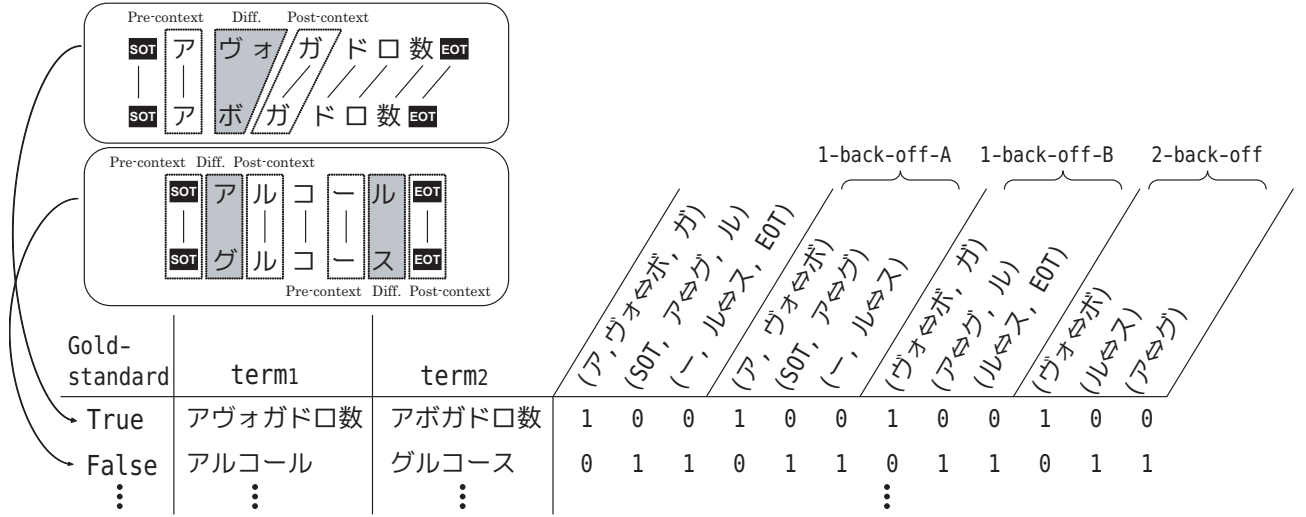 Pre-context Diff. Post-context
SOT ア ヴォ ガ ド ロ 数 EOT
SOT ア ボ ガ ド ロ 数 EOT
Pre-context Diff. Post-context
SOT ア ル コ ー ル EOT
SOT グ ル コ ー ス EOT
Pre-context Diff. Post-context
1-back-off-A 1-back-off-B 2-back-off
(ア,ヴォ⇔ボ, ガ)
(SOT, ア⇔グ, ル)
(ー, ル⇔ス, EOT)
(ア, ヴォ⇔ボ)
(SOT, ア⇔グ)
(ー, ル⇔ス)
(ヴォ⇔ボ, ガ)
(ア⇔グ, ル)
(ル⇔ス, EOT)
(ヴォ⇔ボ)
(ル⇔ス)
(ア⇔グ)
Gold-
standard term1 term2
True アヴォガドロ数 アボガドロ数 1 0 0 1 0 0 1 0 0 1 0 0
False アルコール グルコース 0 1 1 0 1 1 0 1 1 0 1 1